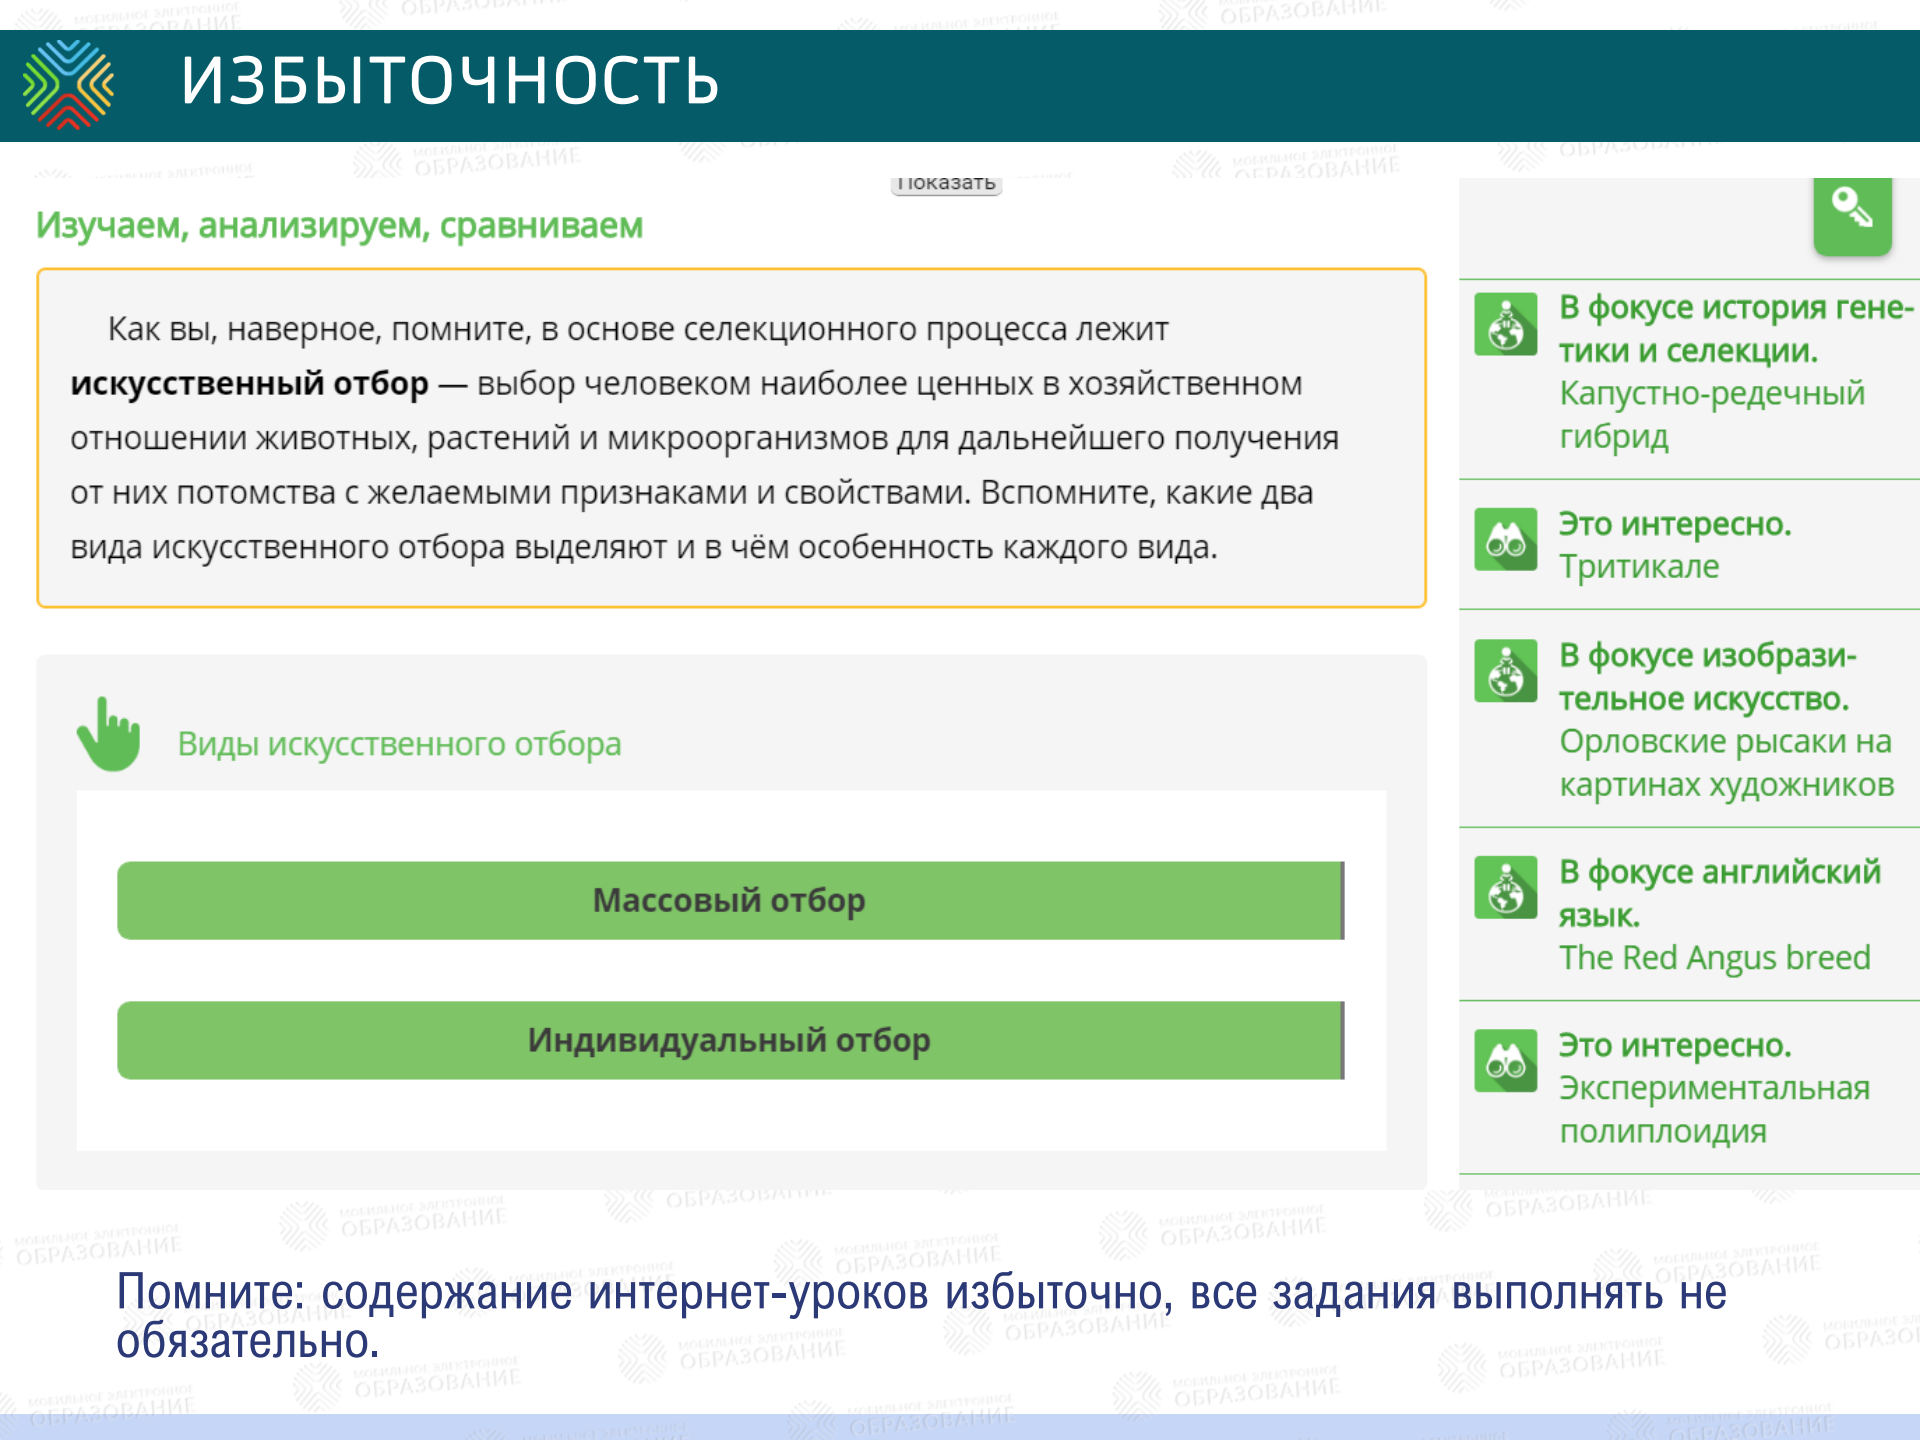 ИЗБЫТОЧНОСТЬ
Показать
Изучаем, анализируем, сравниваем
Как вы, наверное, помните, в основе селекционного процесса лежит
искусственный отбор — выбор человеком наиболее ценных в хозяйственном
отношении животных, растений и микроорганизмов для дальнейшего получения
от них потомства с желаемыми признаками и свойствами. Вспомните, какие два
вида искусственного отбора выделяют и в чём особенность каждого вида.
Виды искусственного отбора
Массовый отбор
Индивидуальный отбор
В фокусе история гене-
тики и селекции.
Капустно-редечный
гибрид
Это интересно.
Тритикале
В фокусе изобрази-
тельное искусство.
Орловские рысаки на
картинах художников
В фокусе английский
язык.
The Red Angus breed
Это интересно.
Экспериментальная
полиплоидия
Помните: содержание интернет-уроков избыточно, все задания выполнять не
обязательно.
МОБИЛЬНОЕ ЭЛЕКТРОННОЕ
ОБРАЗОВАНИЕ